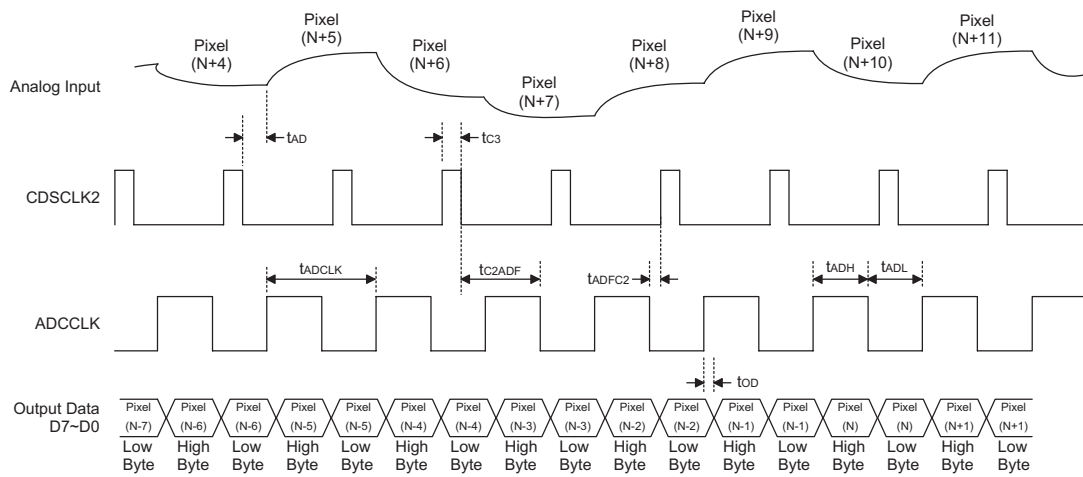 Pixel
(N+4)
Pixel
(N+5)
Pixel
(N+6)
Pixel
(N+7)
Pixel
(N+8)
Pixel
(N+9)
Pixel
(N+10)
Pixel
(N+11)
Analog Input
tAD
tC3
CDSCLK2
tADCLK
tC2ADF
tADFC2
tADH
tADL
ADCCLK
tOD
Output Data
D7~D0
Pixel Pixel Pixel Pixel Pixel Pixel Pixel Pixel Pixel Pixel Pixel Pixel Pixel Pixel Pixel Pixel Pixel
(N-7) (N-6) (N-6) (N-5) (N-5) (N-4) (N-4) (N-3) (N-3) (N-2) (N-2) (N-1) (N-1) (N) (N) (N+1) (N+1)
Low High Low High Low High Low High Low High Low High Low High Low High Low
Byte Byte Byte Byte Byte Byte Byte Byte Byte Byte Byte Byte Byte Byte Byte Byte Byte